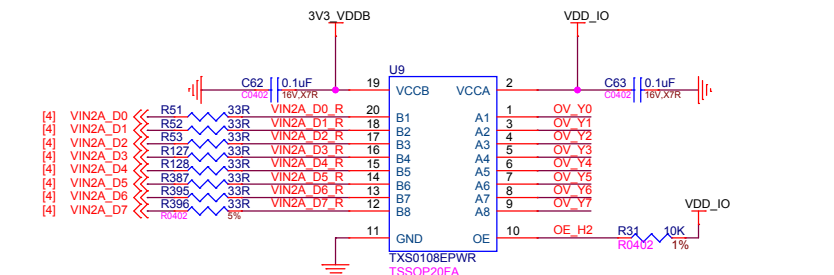 3V3_VDDB VDD_IO
U9
C62 0.1uF 19 VCCB VCCA 2 C63 0.1uF
C0402 16V,X7R C0402 16V,X7R
[4] VIN2A_D0 R51 33R VIN2A_D0_R 20 B1 A1 1 OV_Y0
[4] VIN2A_D1 R52 33R VIN2A_D1_R 18 B2 A2 3 OV_Y1
[4] VIN2A_D2 R53 33R VIN2A_D2_R 17 B3 A3 4 OV_Y2
[4] VIN2A_D3 R127 33R VIN2A_D3_R 16 B4 A4 5 OV_Y3
[4] VIN2A_D4 R128 33R VIN2A_D4_R 15 B5 A5 6 OV_Y4
[4] VIN2A_D5 R387 33R VIN2A_D5_R 14 B6 A6 7 OV_Y5
[4] VIN2A_D6 R395 33R VIN2A_D6_R 13 B7 A7 8 OV_Y6
[4] VIN2A_D7 R396 33R VIN2A_D7_R 12 B8 A8 9 OV_Y7
R0402 5% VDD_IO
11 GND OE 10 OE_H2 R31 10K
R0402 1%
TXS0108EPWR
TSSOP20EA